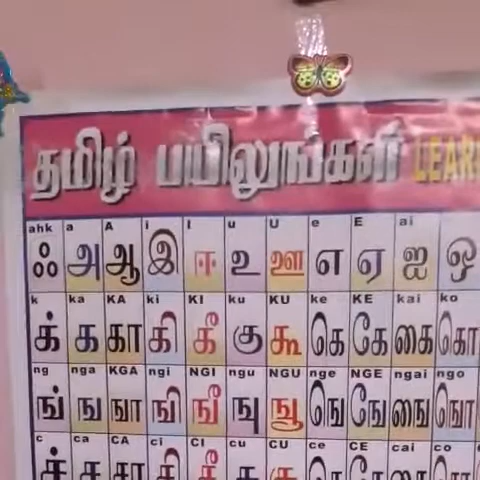 தமிழ் பயிலுங்கள் LEAR
ahk a A i I u U e E ai
ஃ அ ஆ இ ஈ உ ஊ எ ஏ ஐ ஒ
k ka KA ki KI ku KU ke KE kai ko
க் க கா கி கீ கு கூ கெ கே கை கொ
ng nga KGA ngi NGI ngu NGU nge NGE ngai ngo
ங் ங ஙா ஙி ஙீ ஙு ஙூ ஙெ ஙே ஙை ஙொ
c ca CA ci CI cu CU ce CE cai co